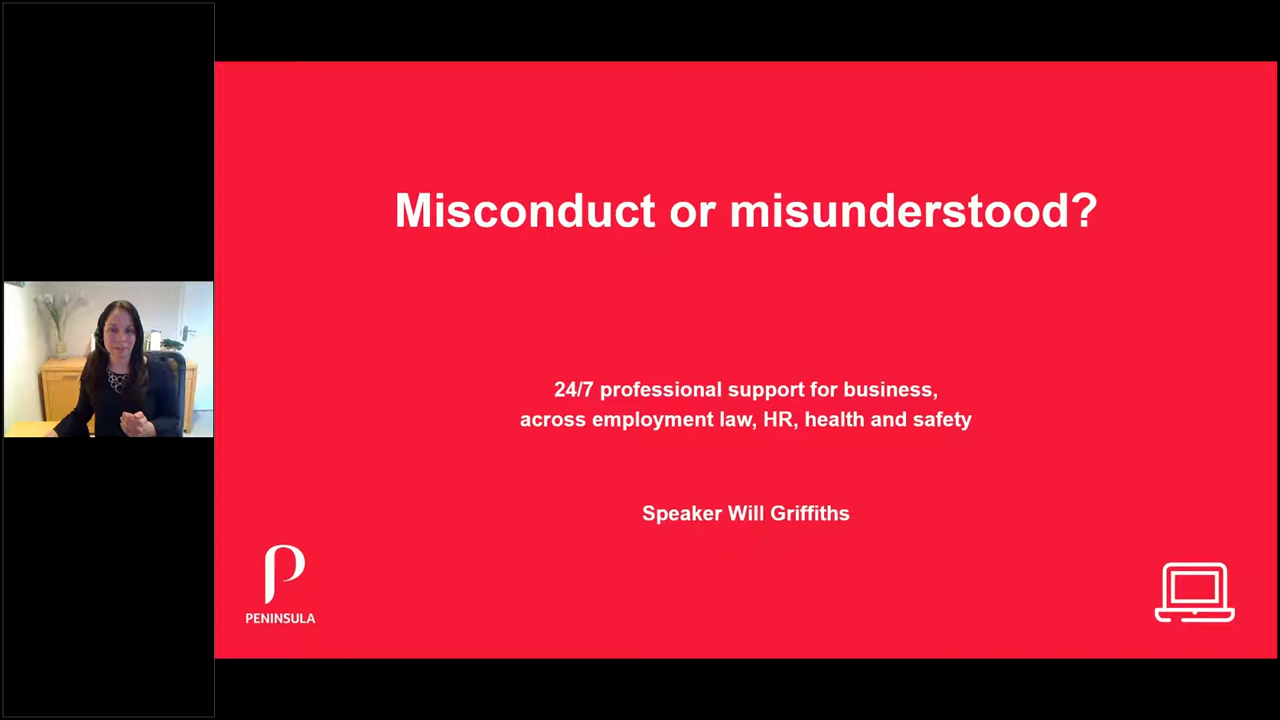 Misconduct or misunderstood?
24/7 professional support for business,
across employment law, HR, health and safety
Speaker Will Griffiths
PENINSULA